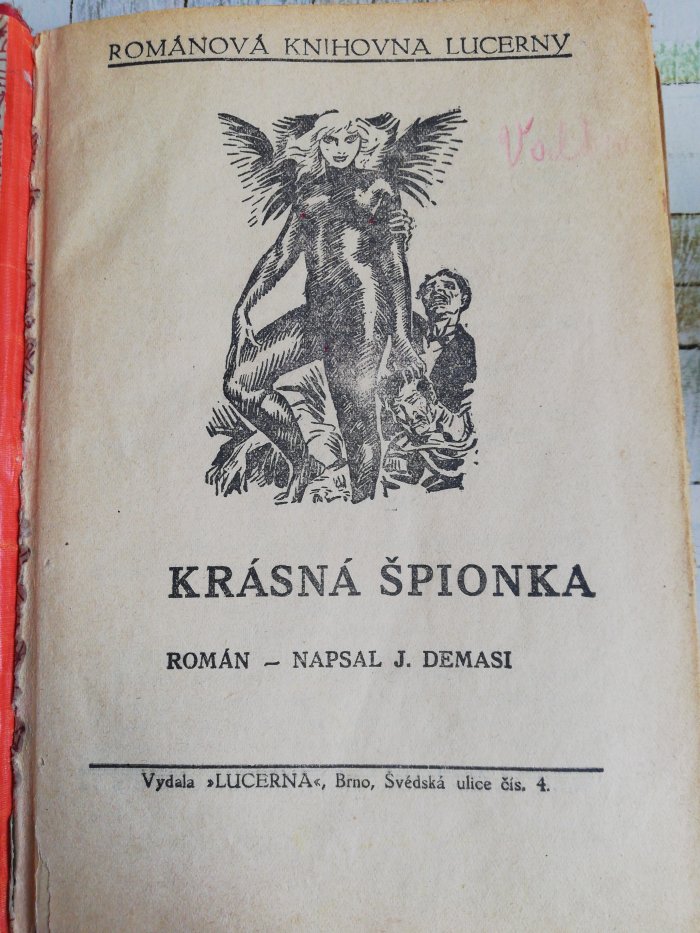 ROMÁNOVÁ KNIHOVNA LUCERNY
KRÁSNÁ ŠPIONKA
ROMÁN — NAPSAL J. DEMASI
Vydala »LUCERNA«, Brno, Švédská ulice čís. 4.